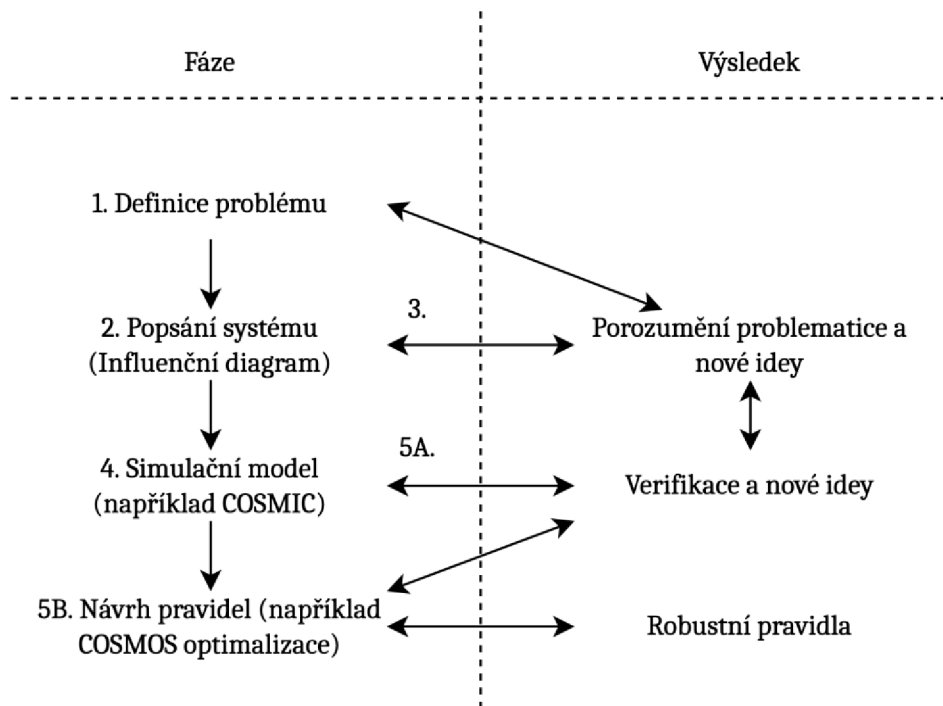 Fáze
Výsledek
1. Definice problému
2. Popsání systému
(Influenční diagram)
3.
Porozumění problematice a
nové idey
4. Simulační model
(například COSMIC)
5A.
Verifikace a nové idey
5B. Návrh pravidel (například
COSMOS optimalizace)
Robustní pravidla